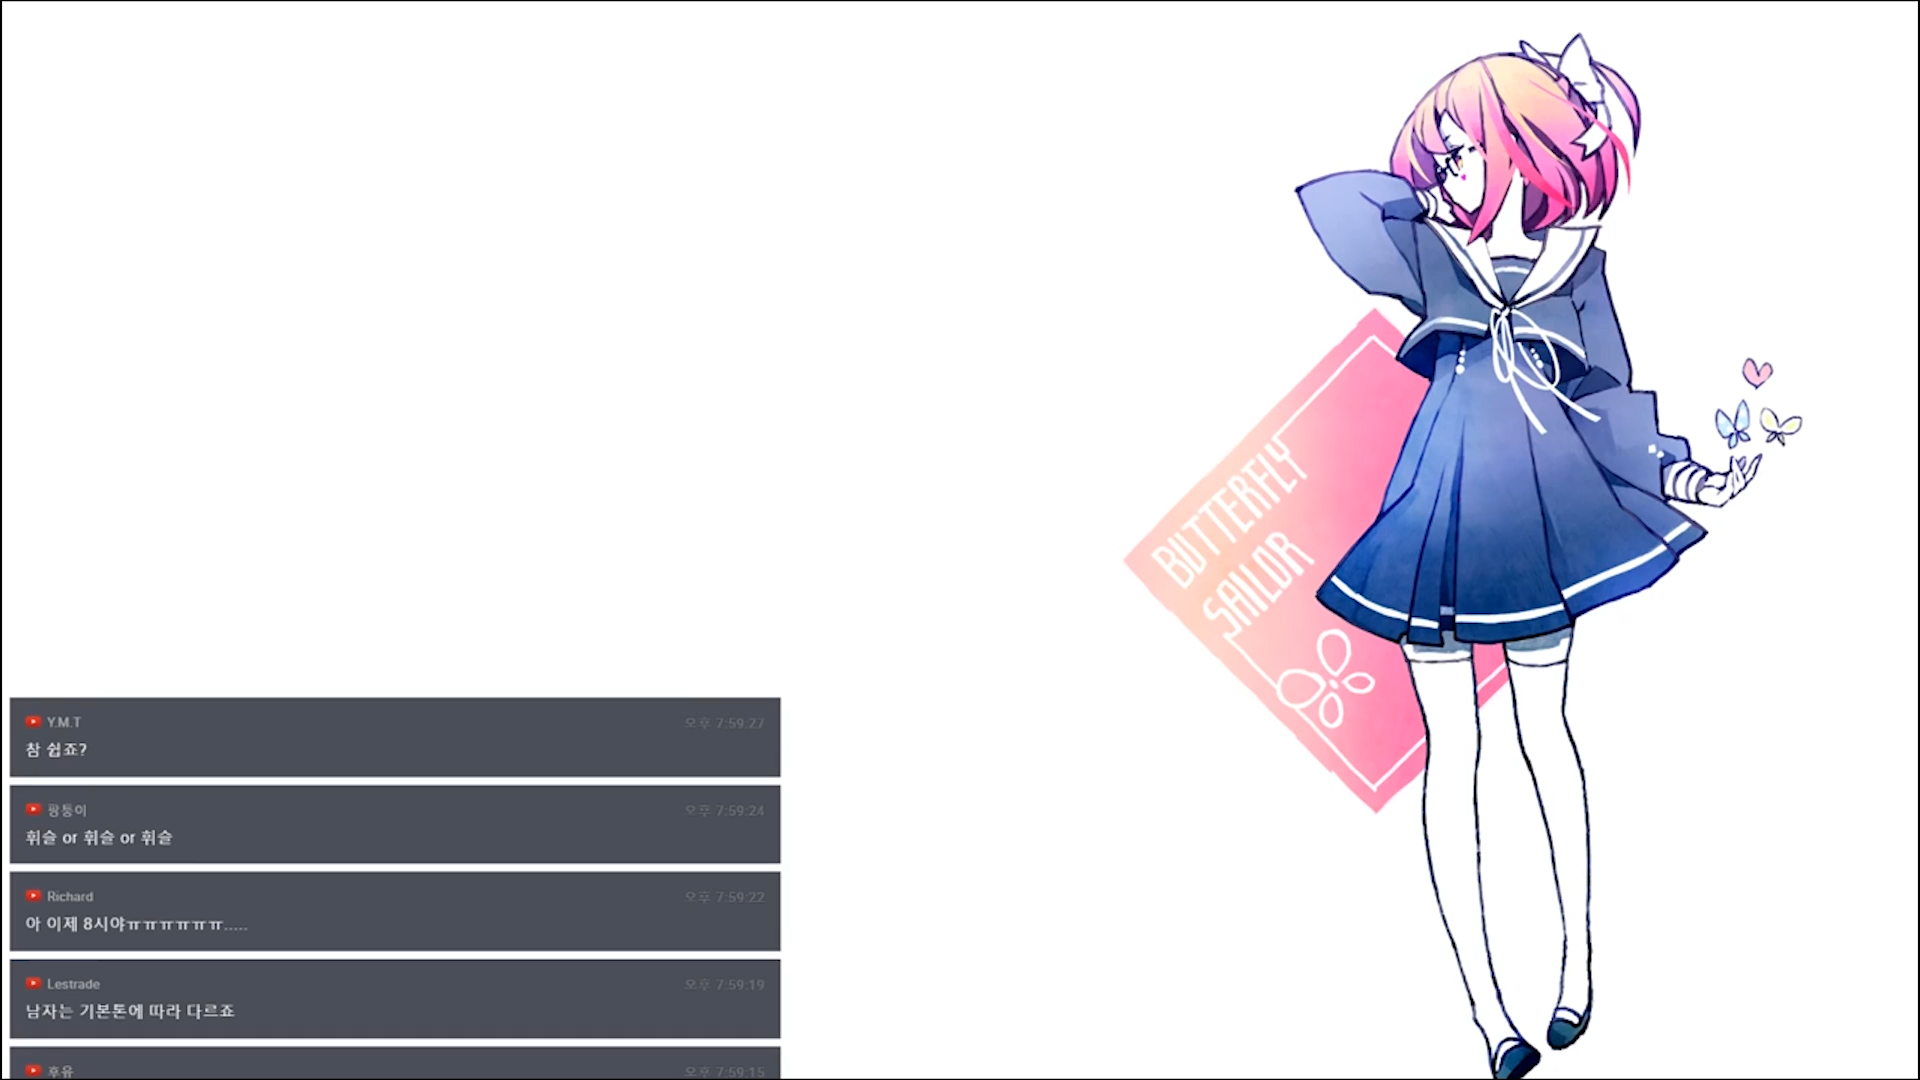 BUTTERFLY
SAILOR
Y.M.T 오후 7:59:27
참 쉽죠?
팡퉁이 오후 7:59:24
휘슬 or 휘슬 or 휘슬
Richard 오후 7:59:22
아 이제 8시야ㅠㅠㅠㅠㅠㅠ.....
Lestrade 오후 7:59:19
남자는 기본톤에 따라 다르죠
후유 오후 7:59:15